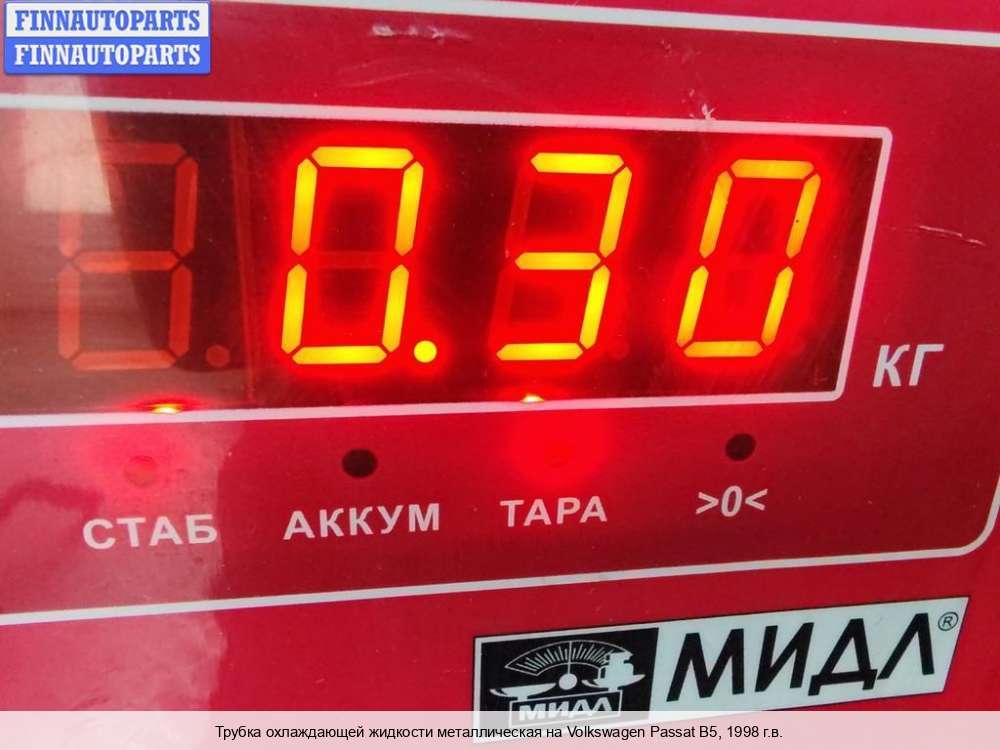 FINNAUTOPARTS
FINNAUTOPARTS
0.30
КГ
СТАБ АККУМ ТАРА >0<
МИДЛ МИДЛ®
Трубка охлаждающей жидкости металлическая на Volkswagen Passat B5, 1998 г.в.